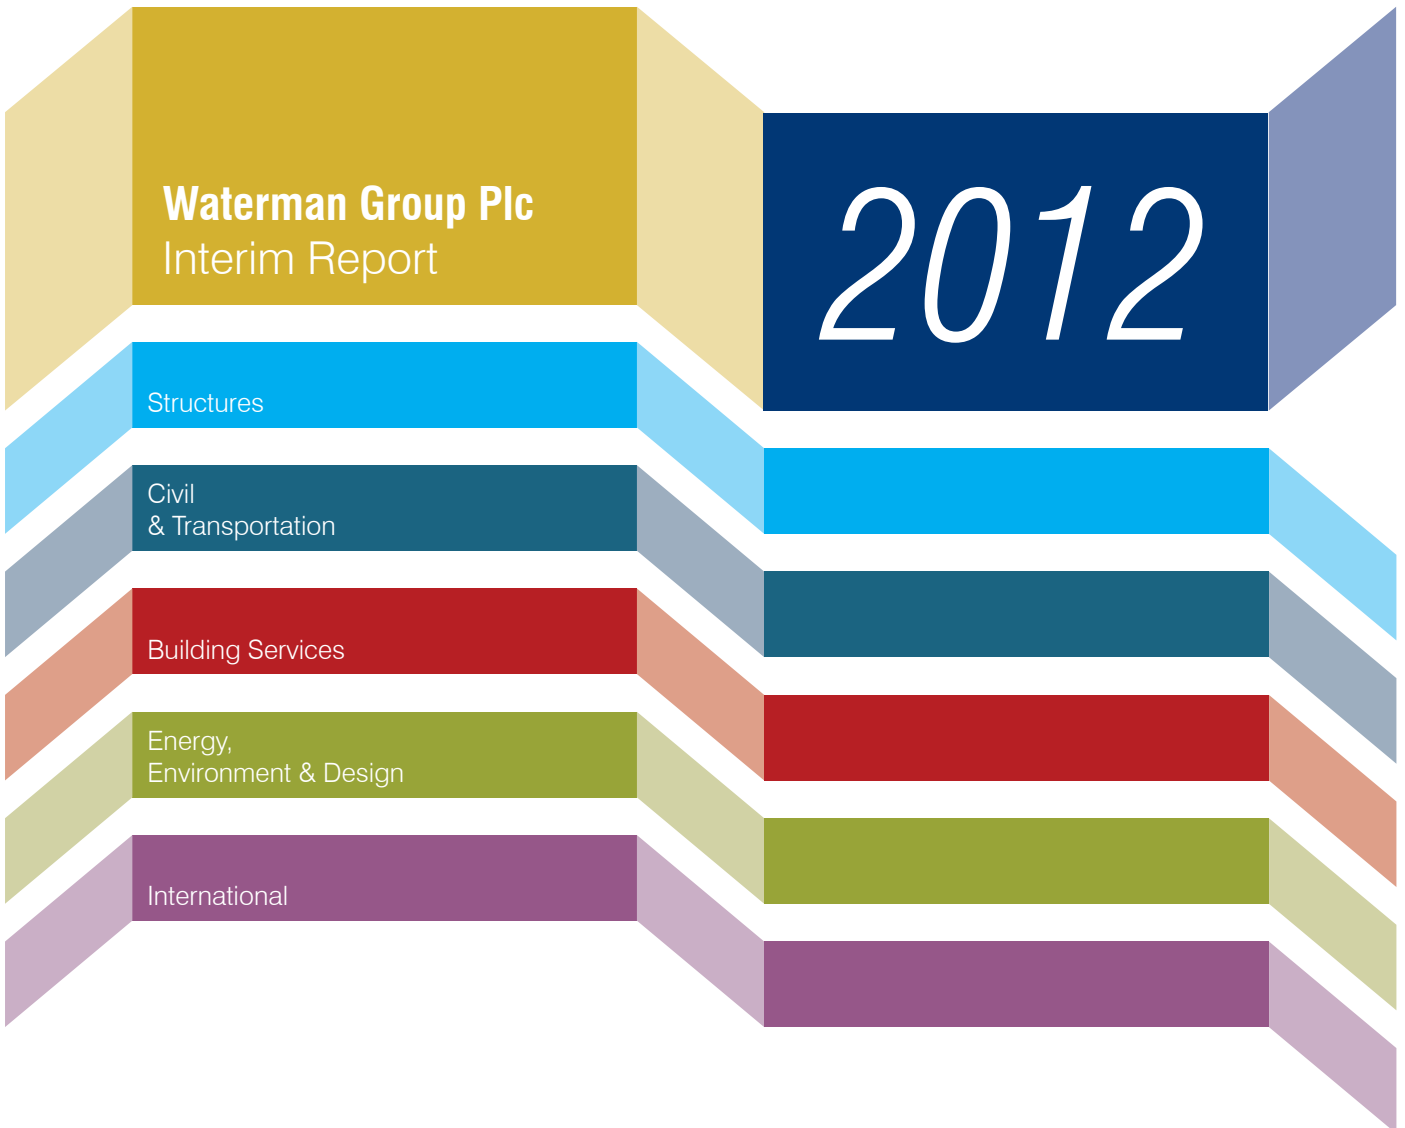 Waterman Group Plc
Interim Report
2012
Structures
Civil
& Transportation
Building Services
Energy,
Environment & Design
International